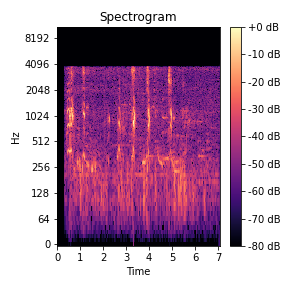 Spectrogram
8192
4096
2048
1024
512
256
128
64
0
Hz
0 1 2 3 4 5 6 7
Time
+0 dB
-10 dB
-20 dB
-30 dB
-40 dB
-50 dB
-60 dB
-70 dB
-80 dB